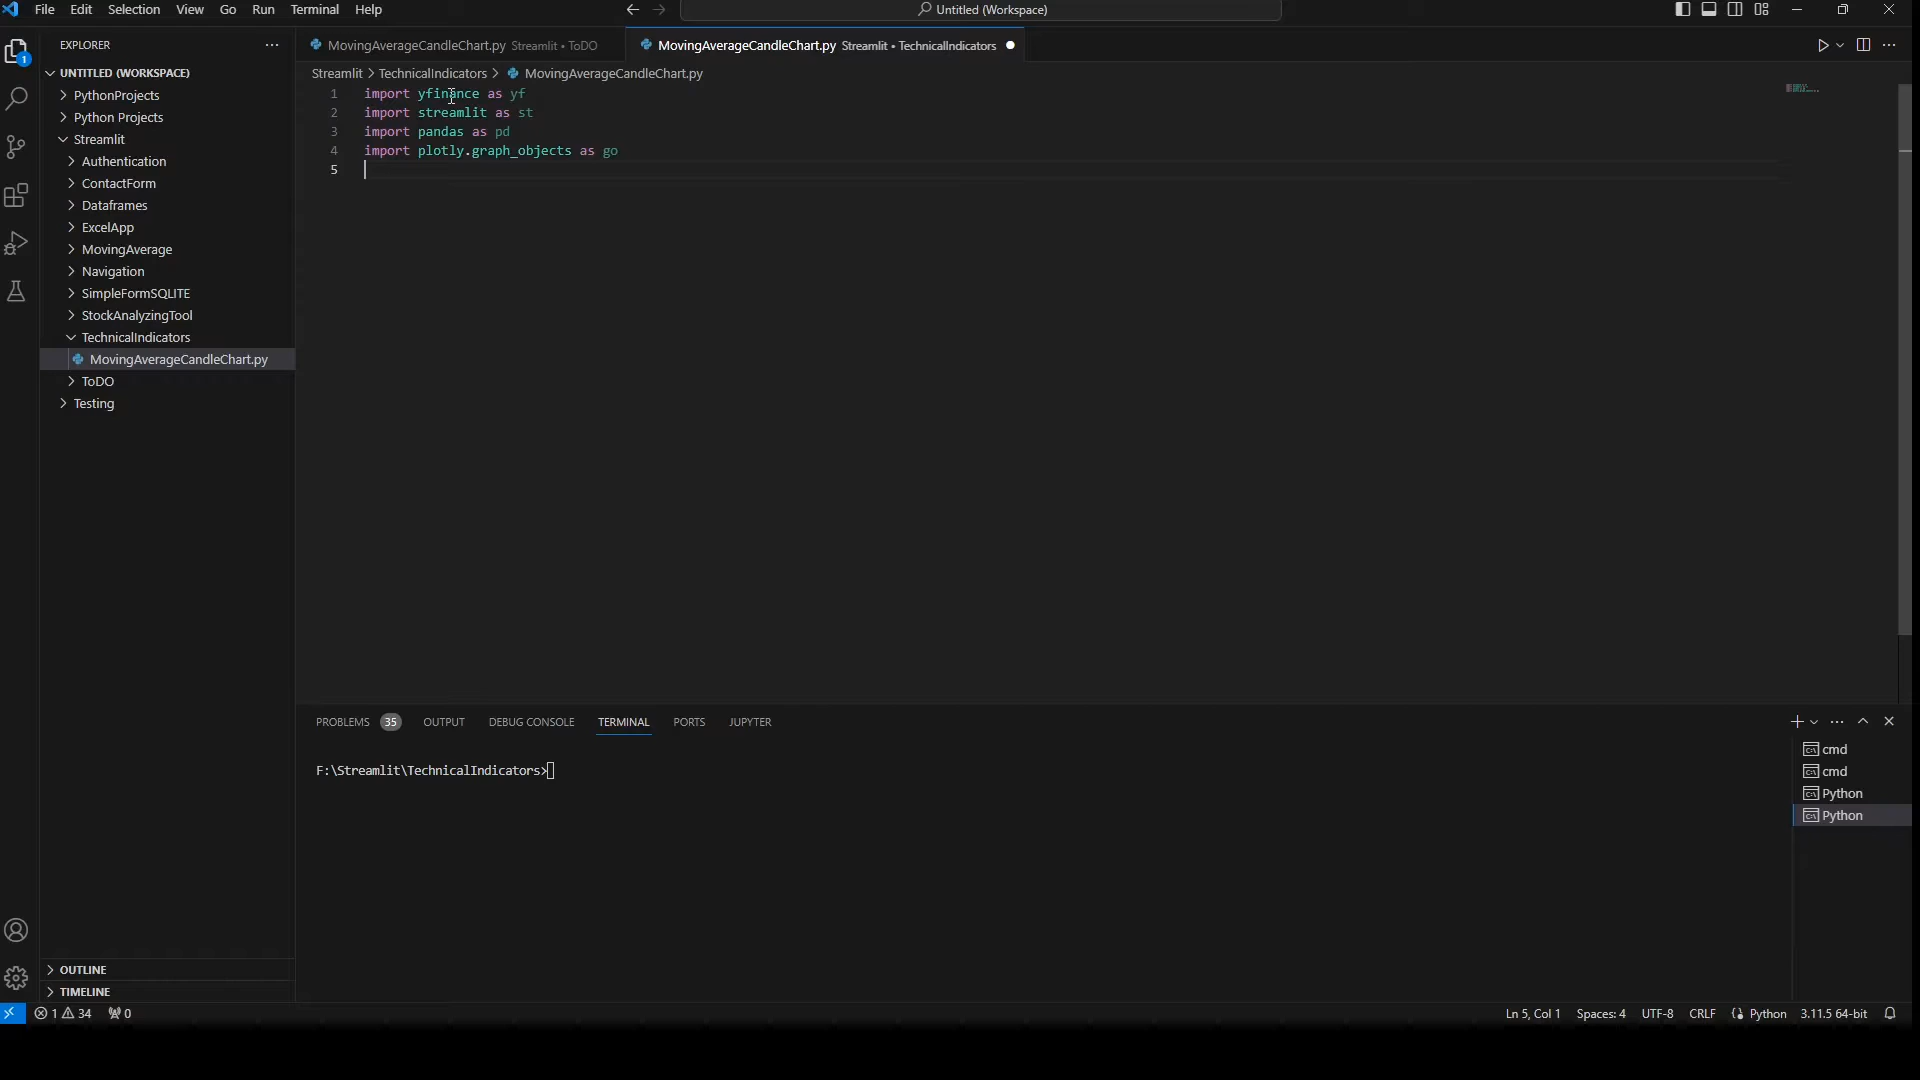 File Edit Selection View Go Run Terminal Help
Untitled (Workspace)
EXPLORER
MovingAverageCandleChart.py Streamlit • ToDO
MovingAverageCandleChart.py Streamlit • TechnicalIndicators
UNTITLED (WORKSPACE)
PythonProjects
Python Projects
Streamlit
Authentication
ContactForm
Dataframes
ExcelApp
MovingAverage
Navigation
SimpleFormSQLITE
StockAnalyzingTool
TechnicalIndicators
MovingAverageCandleChart.py
ToDO
Testing
OUTLINE
TIMELINE
Streamlit > TechnicalIndicators > MovingAverageCandleChart.py
1 import yfinance as yf
2 import streamlit as st
3 import pandas as pd
4 import plotly.graph_objects as go
5
PROBLEMS 35 OUTPUT DEBUG CONSOLE TERMINAL PORTS JUPYTER
F:\Streamlit\TechnicalIndicators>
cmd
cmd
Python
Python
1
1 34 0
Ln 5, Col 1 Spaces: 4 UTF-8 CRLF Python 3.11.5 64-bit